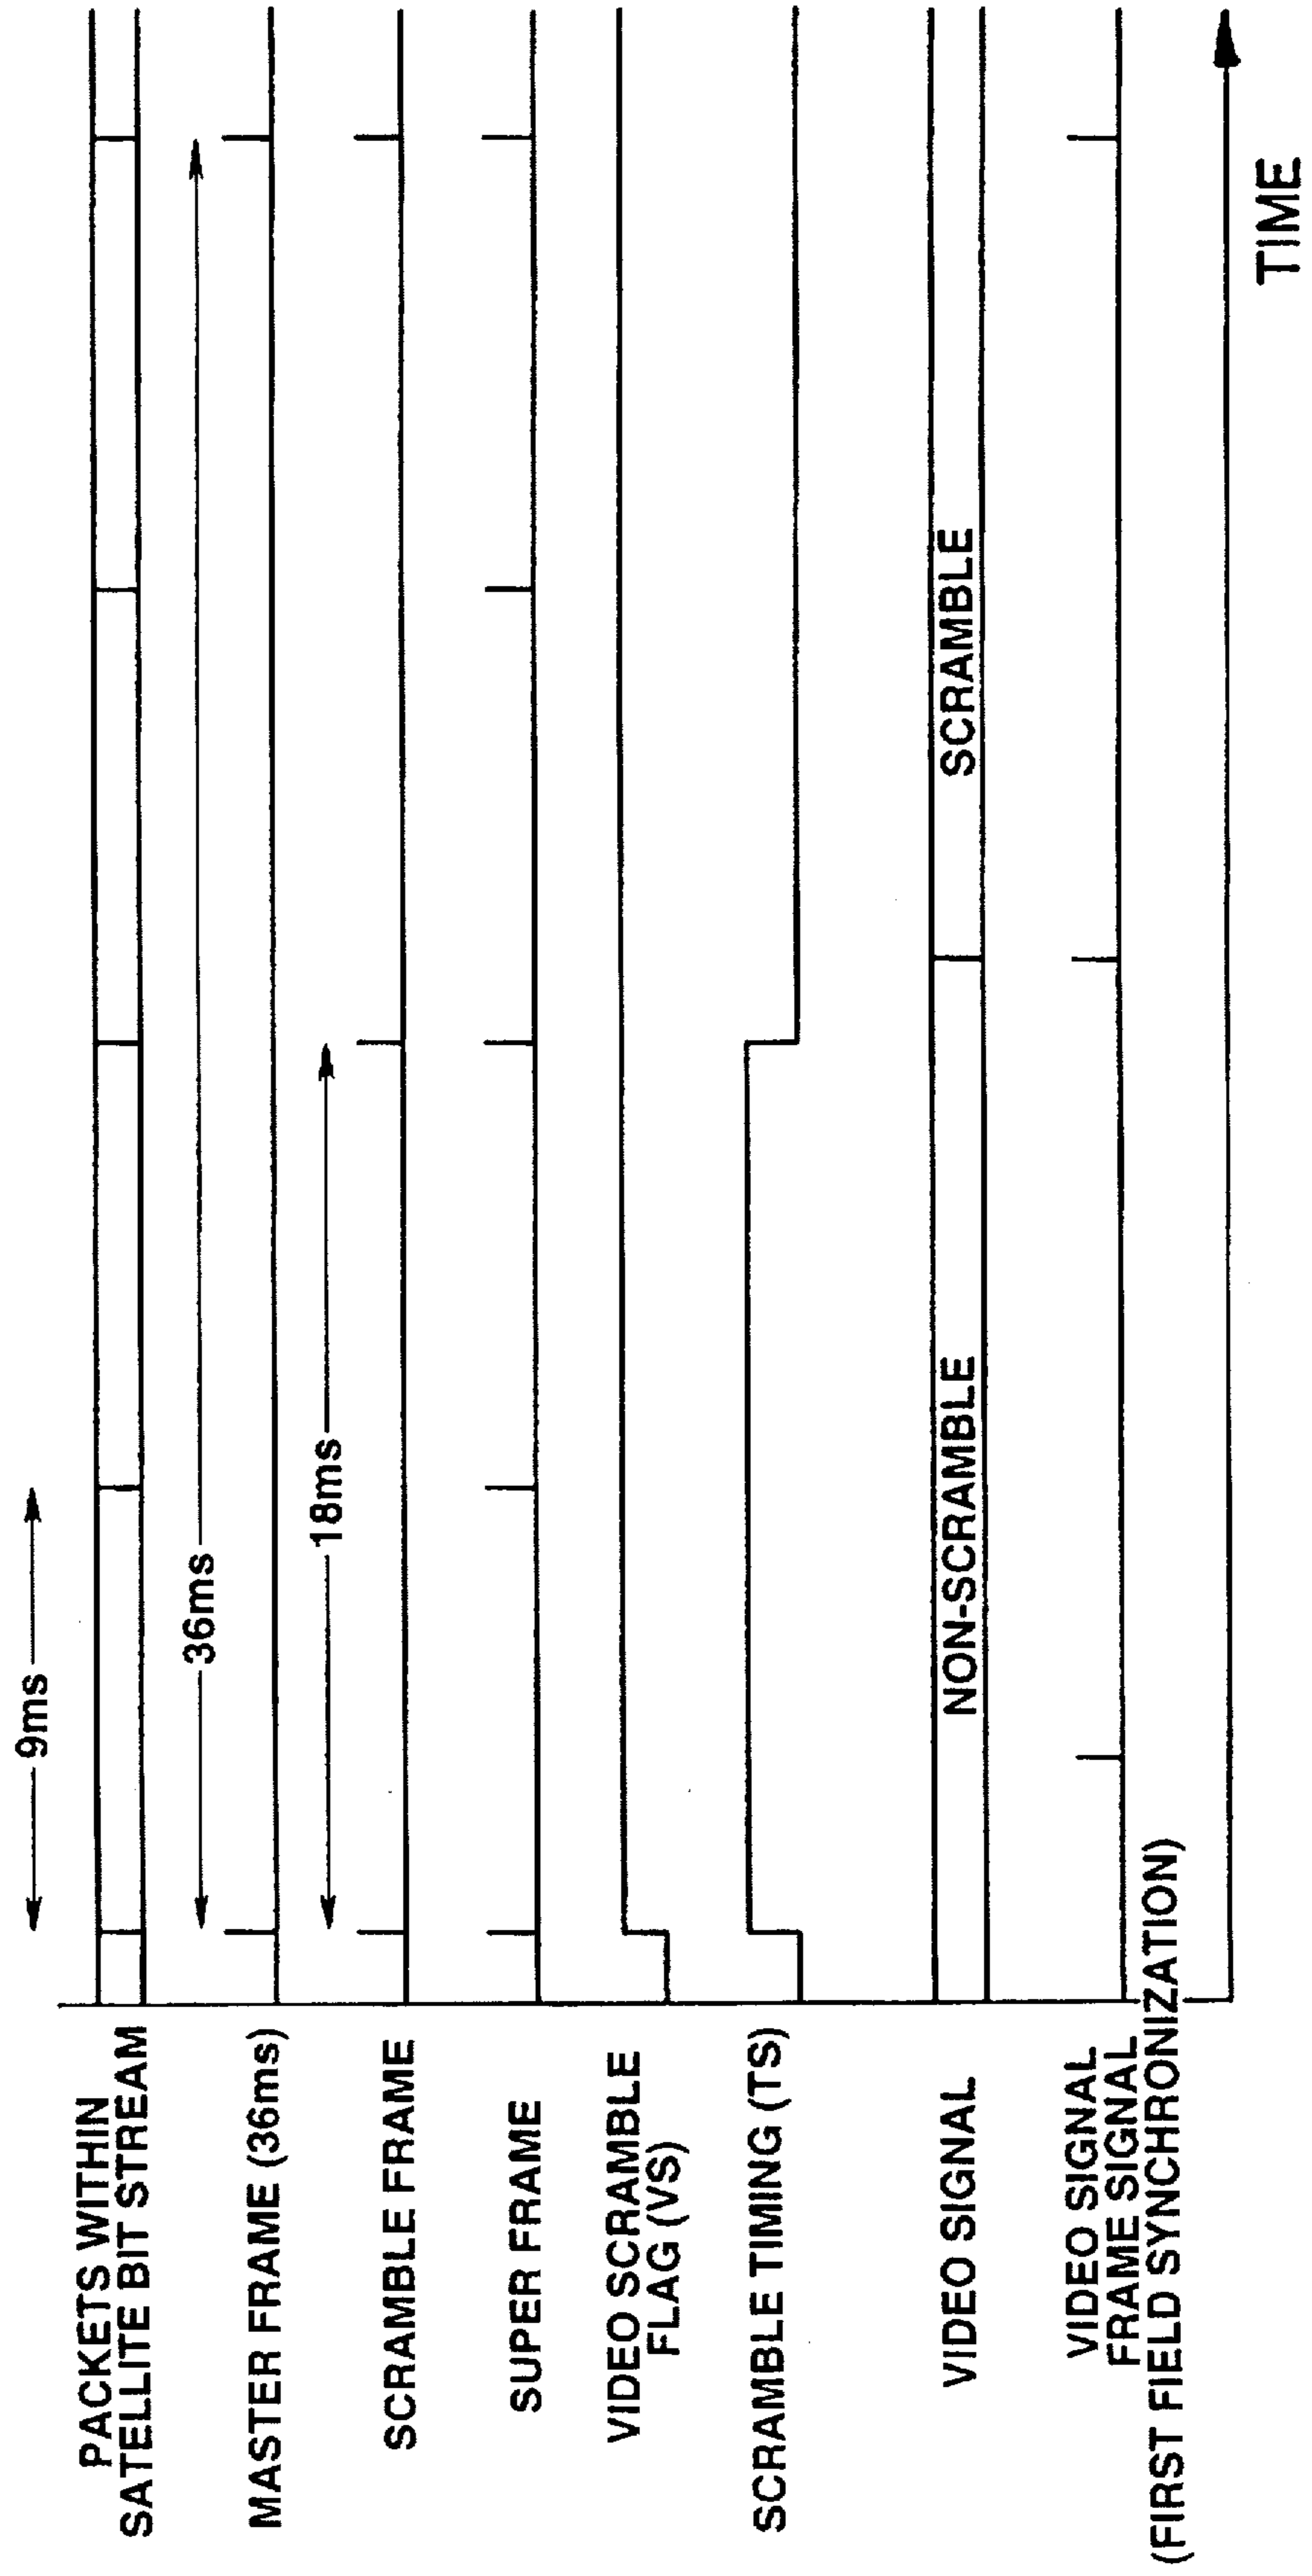 9ms
PACKETS WITHIN
SATELLITE BIT STREAM
36ms
MASTER FRAME (36ms)
18ms
SCRAMBLE FRAME
SUPER FRAME
VIDEO SCRAMBLE
FLAG (VS)
SCRAMBLE TIMING (TS)
VIDEO SIGNAL
NON-SCRAMBLE
SCRAMBLE
VIDEO SIGNAL
FRAME SIGNAL
(FIRST FIELD SYNCHRONIZATION)
TIME